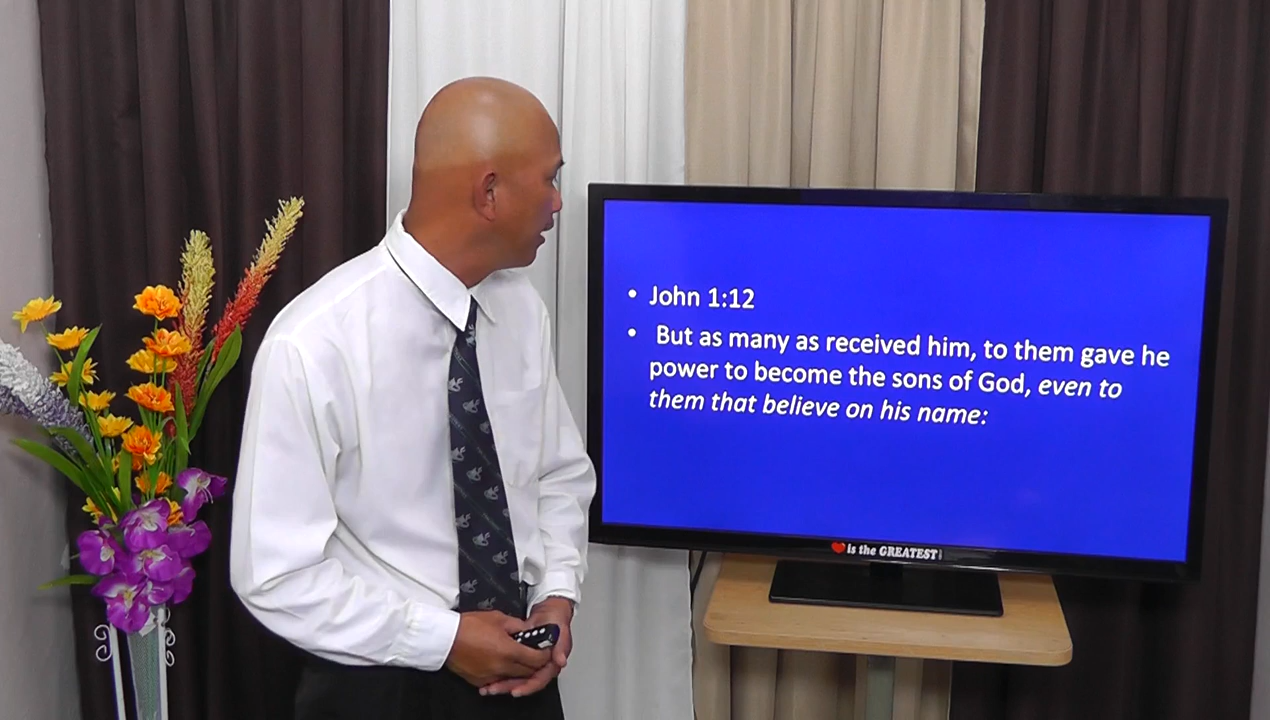 • John 1:12
• But as many as received him, to them gave he
power to become the sons of God, even to
them that believe on his name:
is the GREATEST!